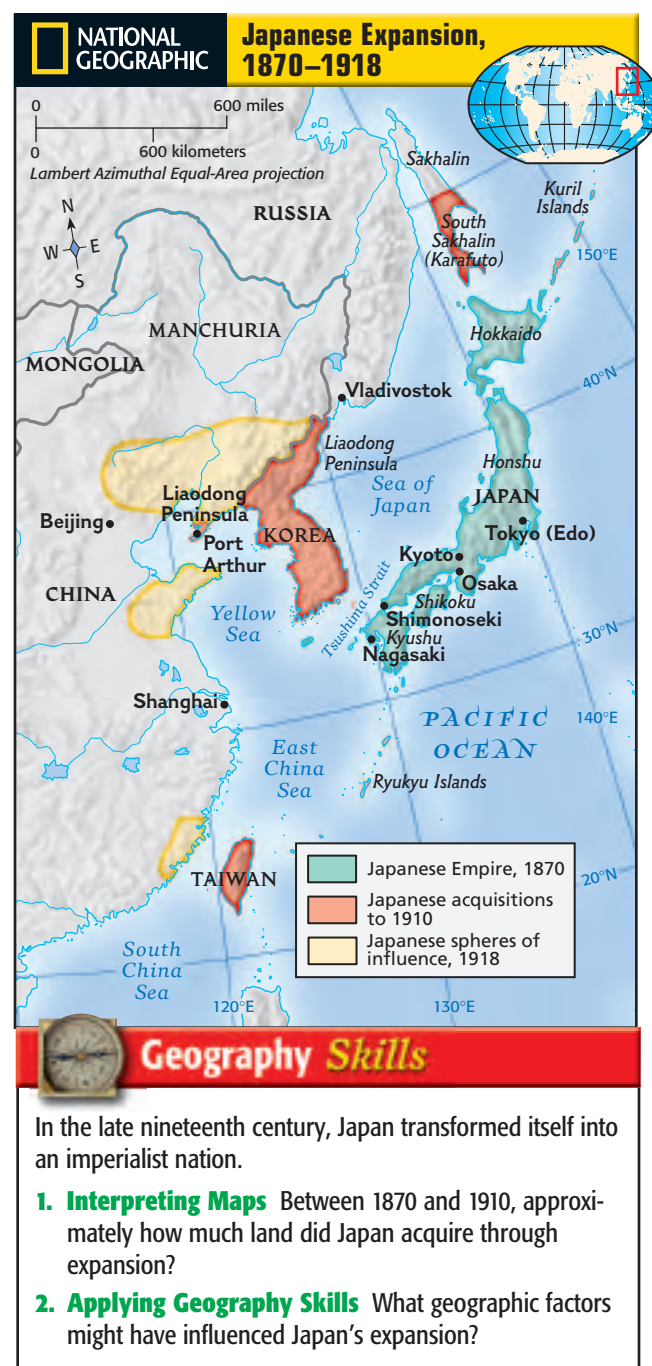 NATIONAL
GEOGRAPHIC
Japanese Expansion,
1870–1918
0 600 miles
0 600 kilometers
Lambert Azimuthal Equal-Area projection
N
W E
S
RUSSIA
Sakhalin
South
Sakhalin
(Karafuto)
Kuril
Islands
150°E
MANCHURIA
MONGOLIA
Hokkaido
40°N
Vladivostok
Liaodong
Peninsula
Sea of
Japan
Honshu
JAPAN
Tokyo (Edo)
Liaodong
Peninsula
Beijing
Port
Arthur
KOREA
Kyoto
Osaka
CHINA
Yellow
Sea
Tsushima Strait
Shikoku
Shimonoseki
Kyushu
Nagasaki
30°N
Shanghai
PACIFIC
OCEAN
140°E
East
China
Sea
Ryukyu Islands
TAIWAN
20°N
Japanese Empire, 1870
Japanese acquisitions
to 1910
Japanese spheres of
influence, 1918
South
China
Sea
120°E
130°E
Geography Skills
In the late nineteenth century, Japan transformed itself into
an imperialist nation.
1. Interpreting Maps Between 1870 and 1910, approxi-
mately how much land did Japan acquire through
expansion?
2. Applying Geography Skills What geographic factors
might have influenced Japan's expansion?